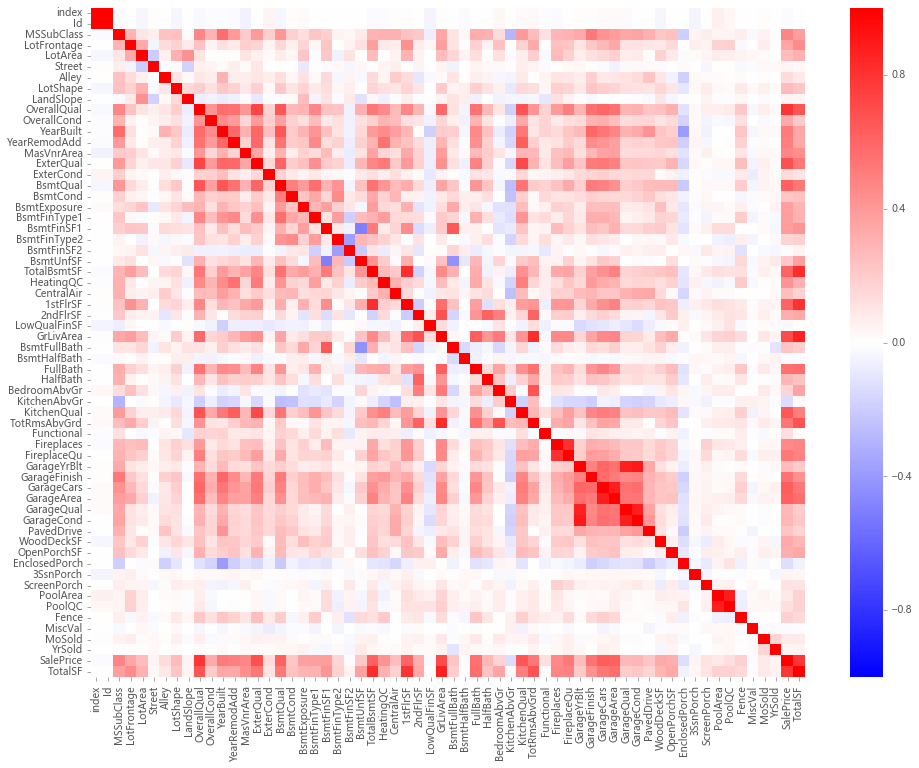 index
Id
MSSubClass
LotFrontage
LotArea
Street
Alley
LotShape
LandSlope
OverallQual
OverallCond
YearBuilt
YearRemodAdd
MasVnrArea
ExterQual
ExterCond
BsmtQual
BsmtCond
BsmtExposure
BsmtFinType1
BsmtFinSF1
BsmtFinType2
BsmtFinSF2
BsmtUnfSF
TotalBsmtSF
HeatingQC
CentralAir
1stFlrSF
2ndFlrSF
LowQualFinSF
GrLivArea
BsmtFullBath
BsmtHalfBath
FullBath
HalfBath
BedroomAbvGr
KitchenAbvGr
KitchenQual
TotRmsAbvGrd
Functional
Fireplaces
FireplaceQu
GarageYrBlt
GarageFinish
GarageCars
GarageArea
GarageQual
GarageCond
PavedDrive
WoodDeckSF
OpenPorchSF
EnclosedPorch
3SsnPorch
ScreenPorch
PoolArea
PoolQC
Fence
MiscVal
MoSold
YrSold
SalePrice
TotalSF
index
Id
MSSubClass
LotFrontage
LotArea
Street
Alley
LotShape
LandSlope
OverallQual
OverallCond
YearBuilt
YearRemodAdd
MasVnrArea
ExterQual
ExterCond
BsmtQual
BsmtCond
BsmtExposure
BsmtFinType1
BsmtFinSF1
BsmtFinType2
BsmtFinSF2
BsmtUnfSF
TotalBsmtSF
HeatingQC
CentralAir
1stFlrSF
2ndFlrSF
LowQualFinSF
GrLivArea
BsmtFullBath
BsmtHalfBath
FullBath
HalfBath
BedroomAbvGr
KitchenAbvGr
KitchenQual
TotRmsAbvGrd
Functional
Fireplaces
FireplaceQu
GarageYrBlt
GarageFinish
GarageCars
GarageArea
GarageQual
GarageCond
PavedDrive
WoodDeckSF
OpenPorchSF
EnclosedPorch
3SsnPorch
ScreenPorch
PoolArea
PoolQC
Fence
MiscVal
MoSold
YrSold
SalePrice
TotalSF
0.8
0.4
0.0
−0.4
−0.8